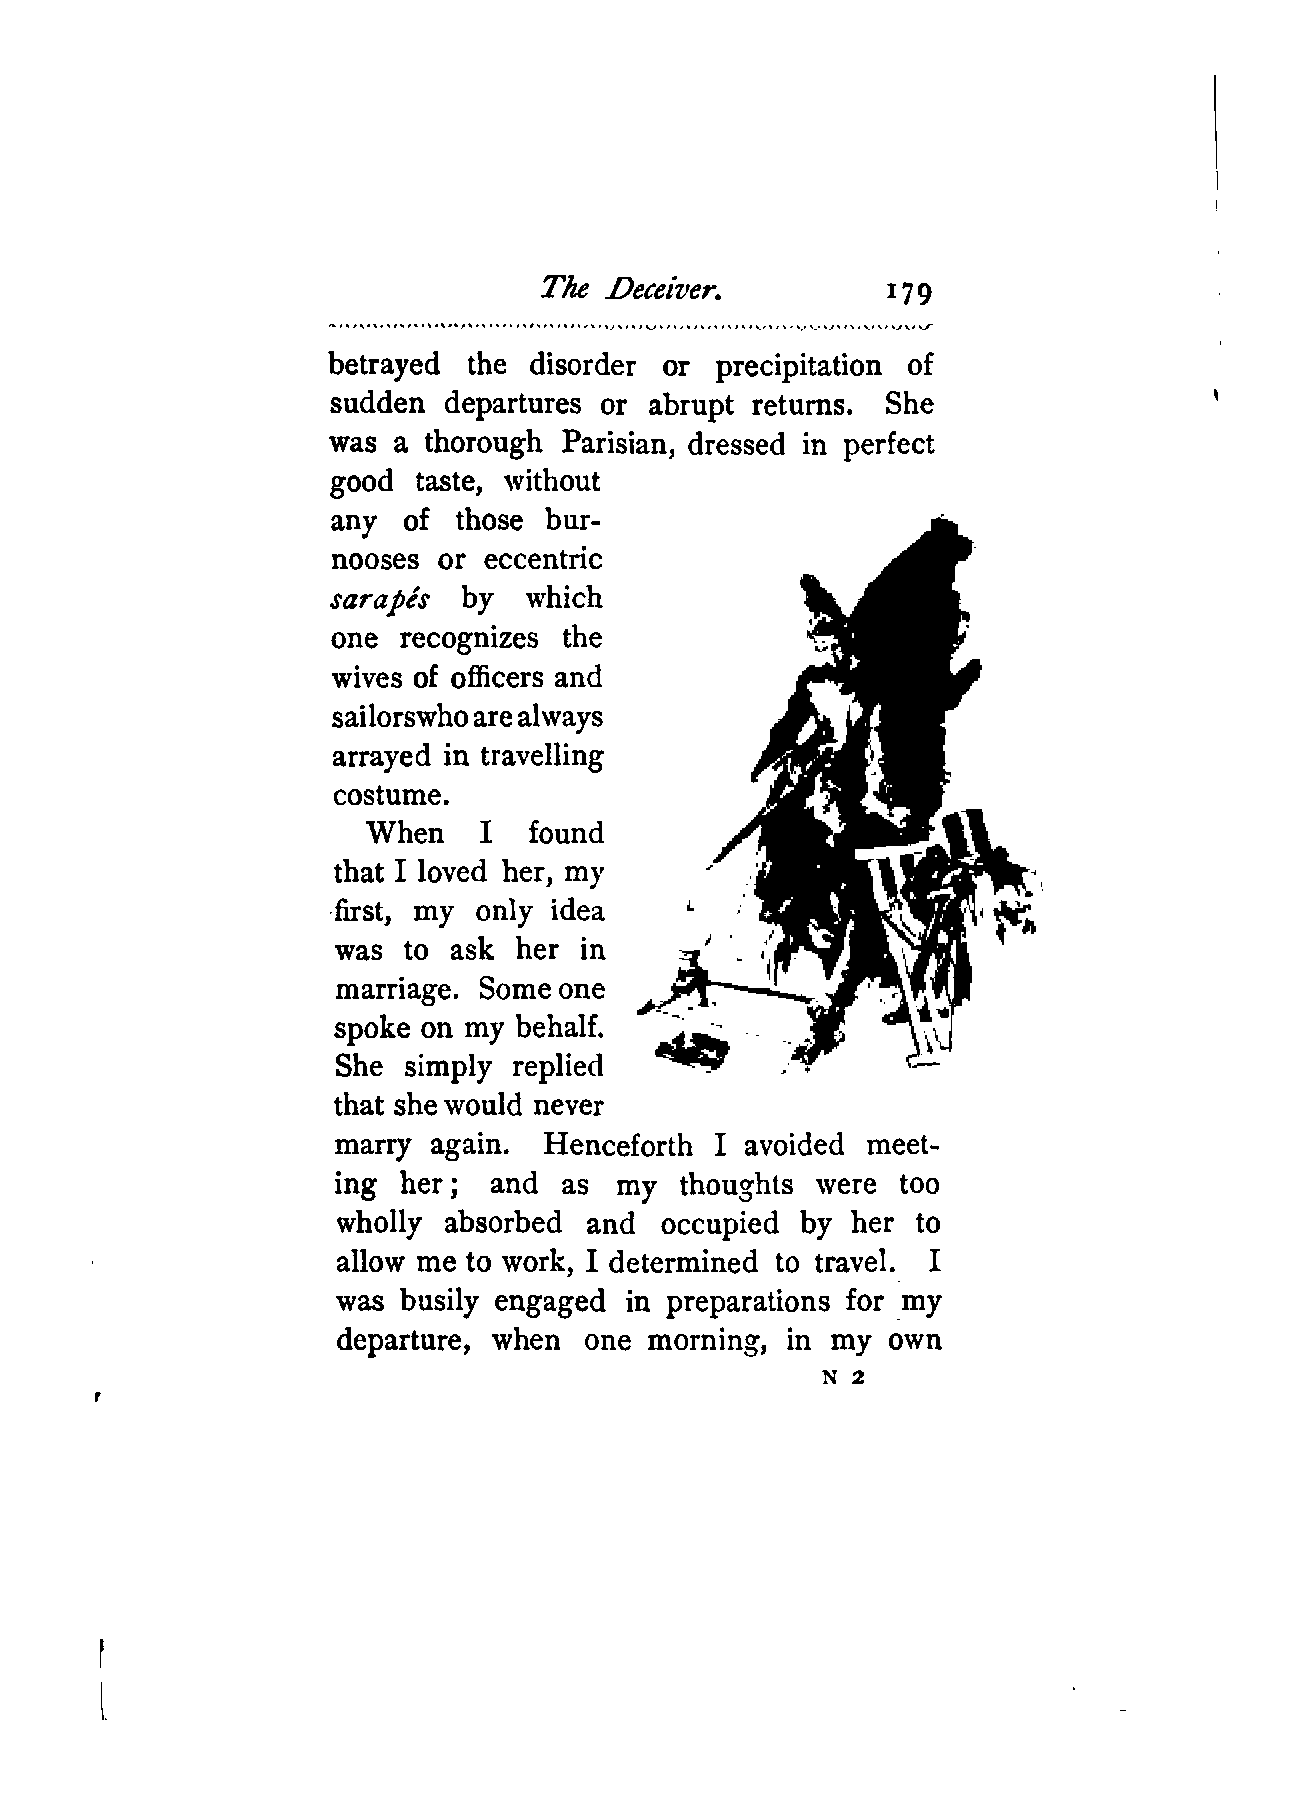 The Deceiver. 179
betrayed the disorder or precipitation of
sudden departures or abrupt returns. She
was a thorough Parisian, dressed in perfect
good taste, without
any of those bur-
nooses or eccentric
sarapés by which
one recognizes the
wives of officers and
sailorswho are always
arrayed in travelling
costume.
When I found
that I loved her, my
first, my only idea
was to ask her in
marriage. Some one
spoke on my behalf.
She simply replied
that she would never
marry again. Henceforth I avoided meet-
ing her; and as my thoughts were too
wholly absorbed and occupied by her to
allow me to work, I determined to travel. I
was busily engaged in preparations for my
departure, when one morning, in my own
N 2